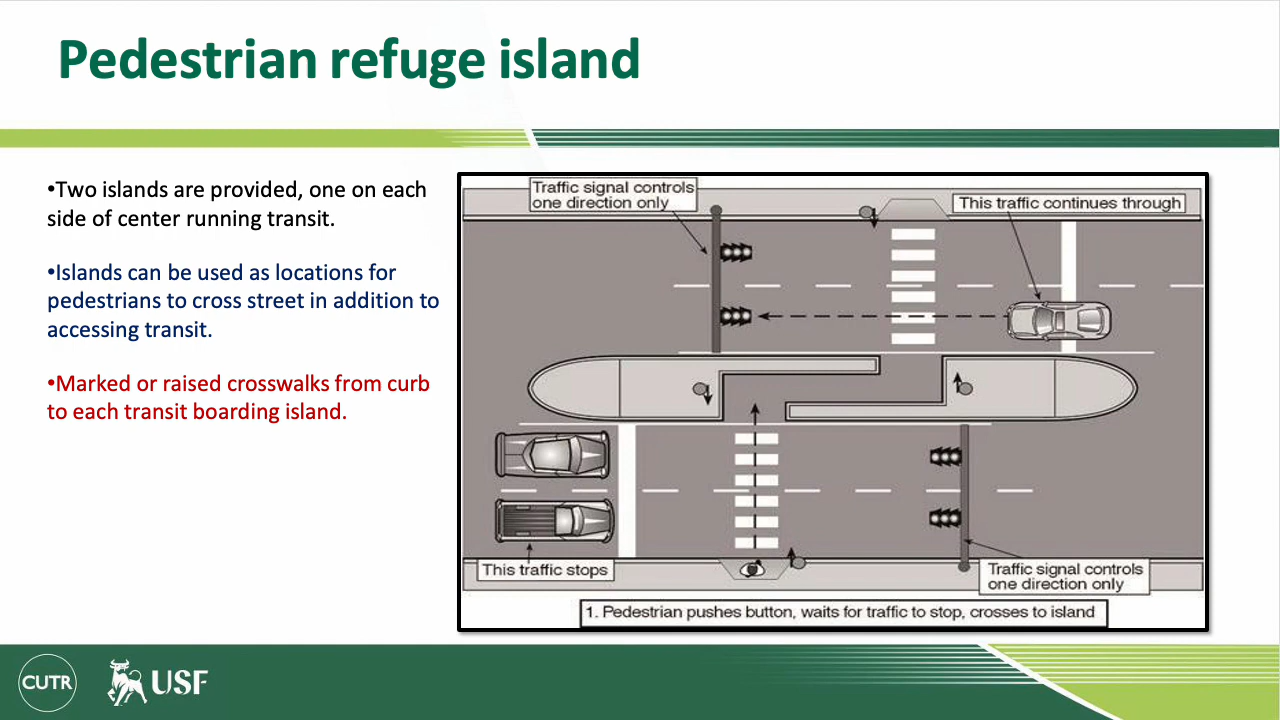 Pedestrian refuge island
•Two islands are provided, one on each
side of center running transit.
•Islands can be used as locations for
pedestrians to cross street in addition to
accessing transit.
•Marked or raised crosswalks from curb
to each transit boarding island.
Traffic signal controls
one direction only
This traffic continues through
This traffic stops
Traffic signal controls
one direction only
1. Pedestrian pushes button, waits for traffic to stop, crosses to island
CUTR
USF